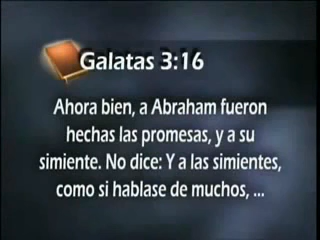 Galatas 3:16
Ahora bien, a Abraham fueron
hechas las promesas, y a su
simiente. No dice: Y a las simientes,
como si hablase de muchos, ...